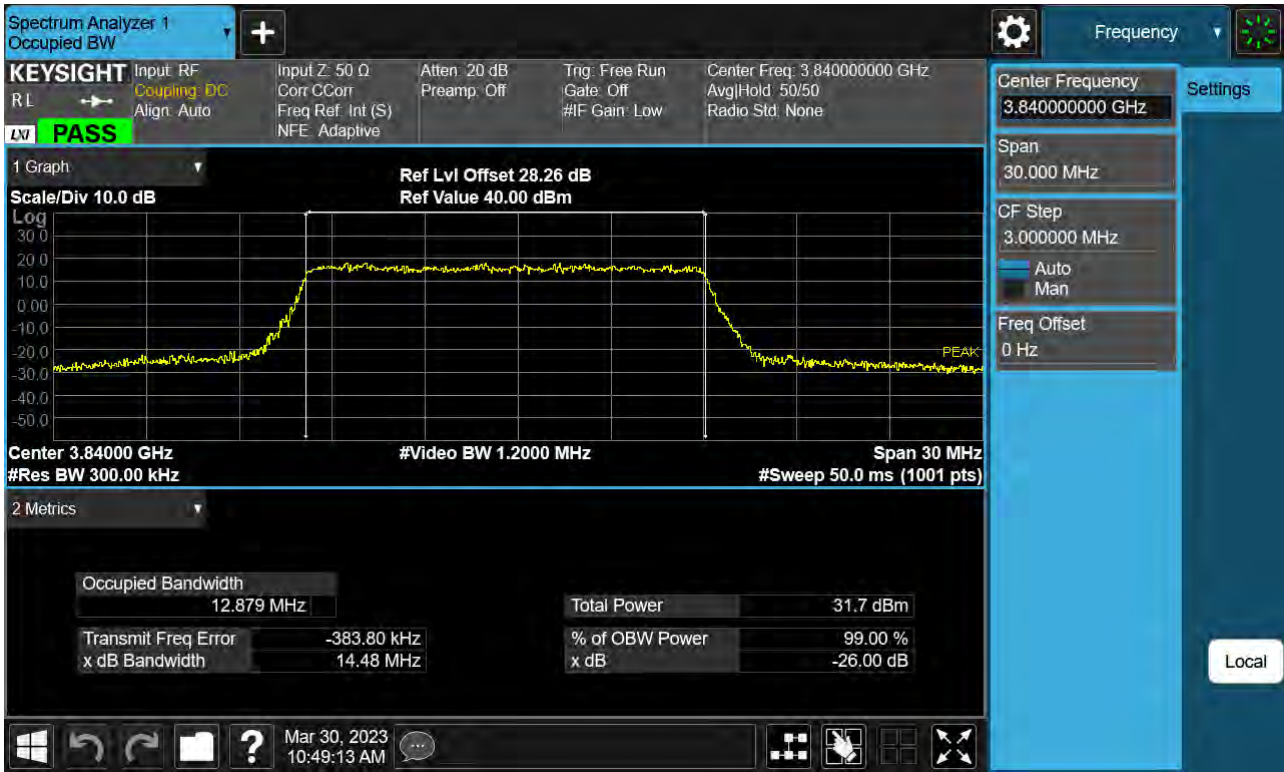 Spectrum Analyzer 1
Occupied BW
+
Frequency
KEYSIGHT
RL
LXI PASS
Input: RF
Coupling: DC
Align: Auto
Input Z: 50 Ω
Corr CCorr
Freq Ref: Int (S)
NFE: Adaptive
Atten: 20 dB
Preamp: Off
Trig: Free Run
Gate: Off
#IF Gain: Low
Center Freq: 3.840000000 GHz
Avg|Hold: 50/50
Radio Std: None
Center Frequency
3.840000000 GHz
Settings
Span
30.000 MHz
CF Step
3.000000 MHz
Auto
Man
Freq Offset
0 Hz
Local
1 Graph
Scale/Div 10.0 dB
Ref Lvl Offset 28.26 dB
Ref Value 40.00 dBm
Log
30.0
20.0
10.0
0.00
-10.0
-20.0
-30.0
-40.0
-50.0
PEAK
Center 3.84000 GHz
#Video BW 1.2000 MHz
Span 30 MHz
#Res BW 300.00 kHz
#Sweep 50.0 ms (1001 pts)
2 Metrics
Occupied Bandwidth
12.879 MHz
Total Power 31.7 dBm
Transmit Freq Error -383.80 kHz
% of OBW Power 99.00 %
x dB Bandwidth 14.48 MHz
x dB -26.00 dB
?
Mar 30, 2023
10:49:13 AM